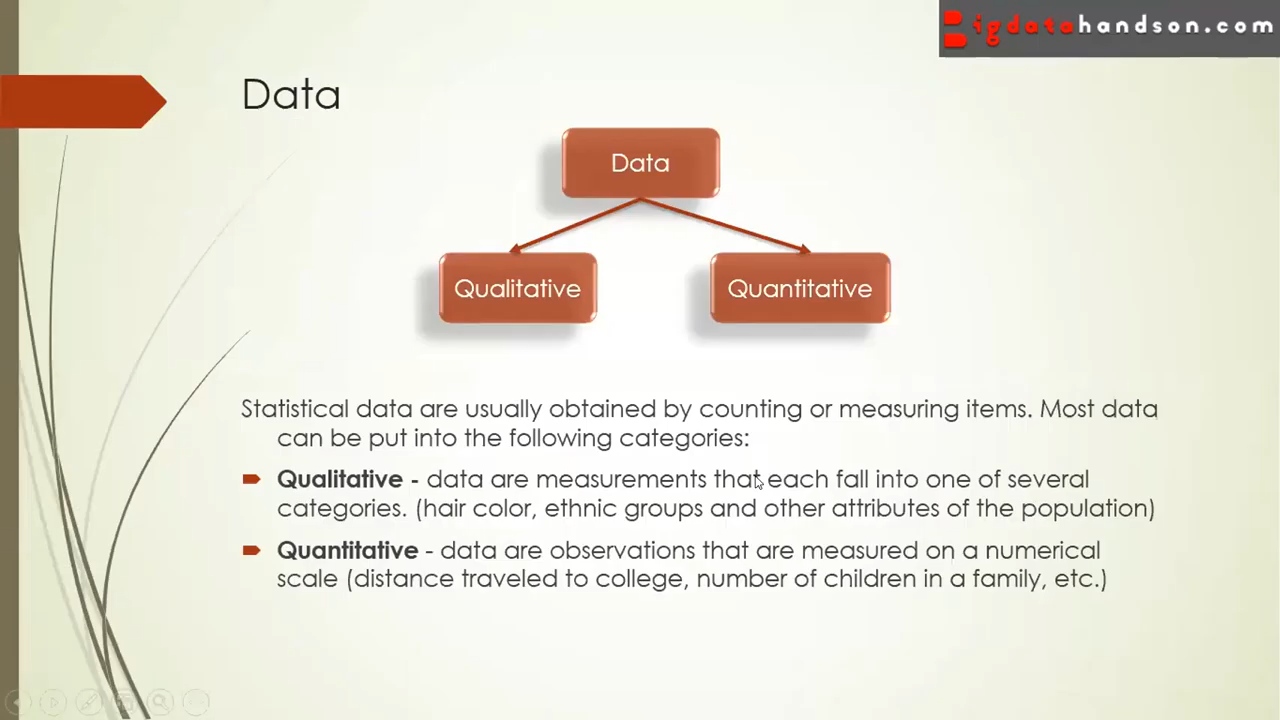 Bigdatahandson.com
Data
Data
Qualitative
Quantitative
Statistical data are usually obtained by counting or measuring items. Most data
can be put into the following categories:
Qualitative - data are measurements that each fall into one of several
categories. (hair color, ethnic groups and other attributes of the population)
Quantitative - data are observations that are measured on a numerical
scale (distance traveled to college, number of children in a family, etc.)